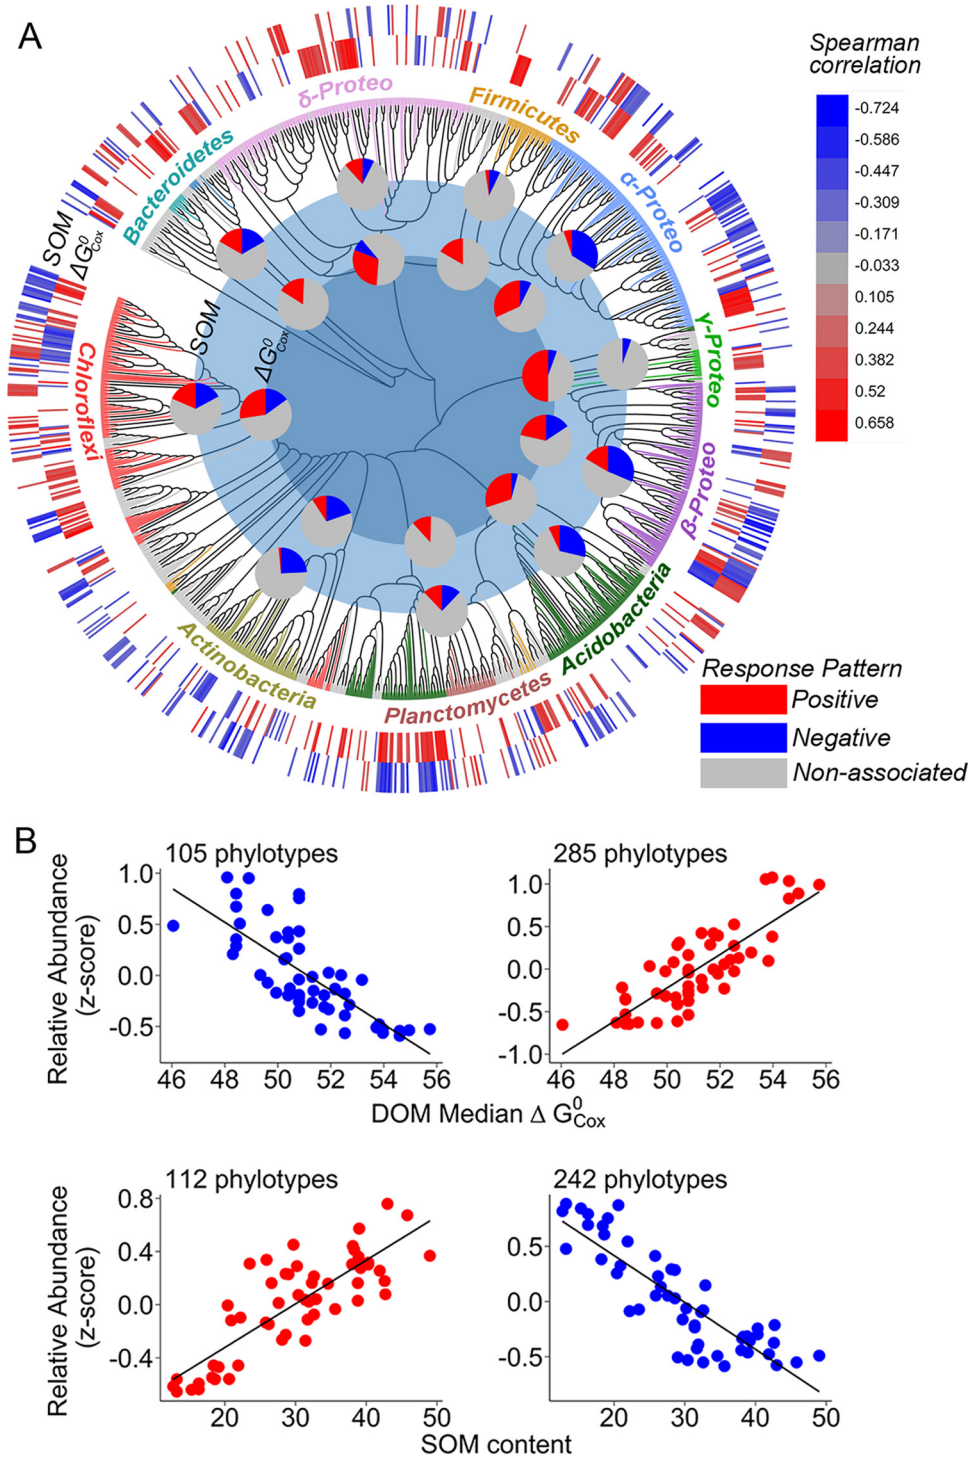 A
Spearman
correlation
-0.724
-0.586
-0.447
-0.309
-0.171
-0.033
0.105
0.244
0.382
0.52
0.658
δ-Proteo
Firmicutes
Bacteroidetes
α-Proteo
SOM
ΔG⁰Cox
SOM
ΔG⁰Cox
γ-Proteo
Chloroflexi
β-Proteo
Acidobacteria
Actinobacteria
Planctomycetes
Response Pattern
Positive
Negative
Non-associated
B
105 phylotypes
285 phylotypes
Relative Abundance
(z-score)
1.0
0.5
0.0
-0.5
1.0
0.5
0.0
-0.5
-1.0
46 48 50 52 54 56
46 48 50 52 54 56
DOM Median Δ G⁰Cox
112 phylotypes
242 phylotypes
Relative Abundance
(z-score)
0.8
0.4
0.0
-0.4
0.5
0.0
-0.5
20 30 40 50
20 30 40 50
SOM content